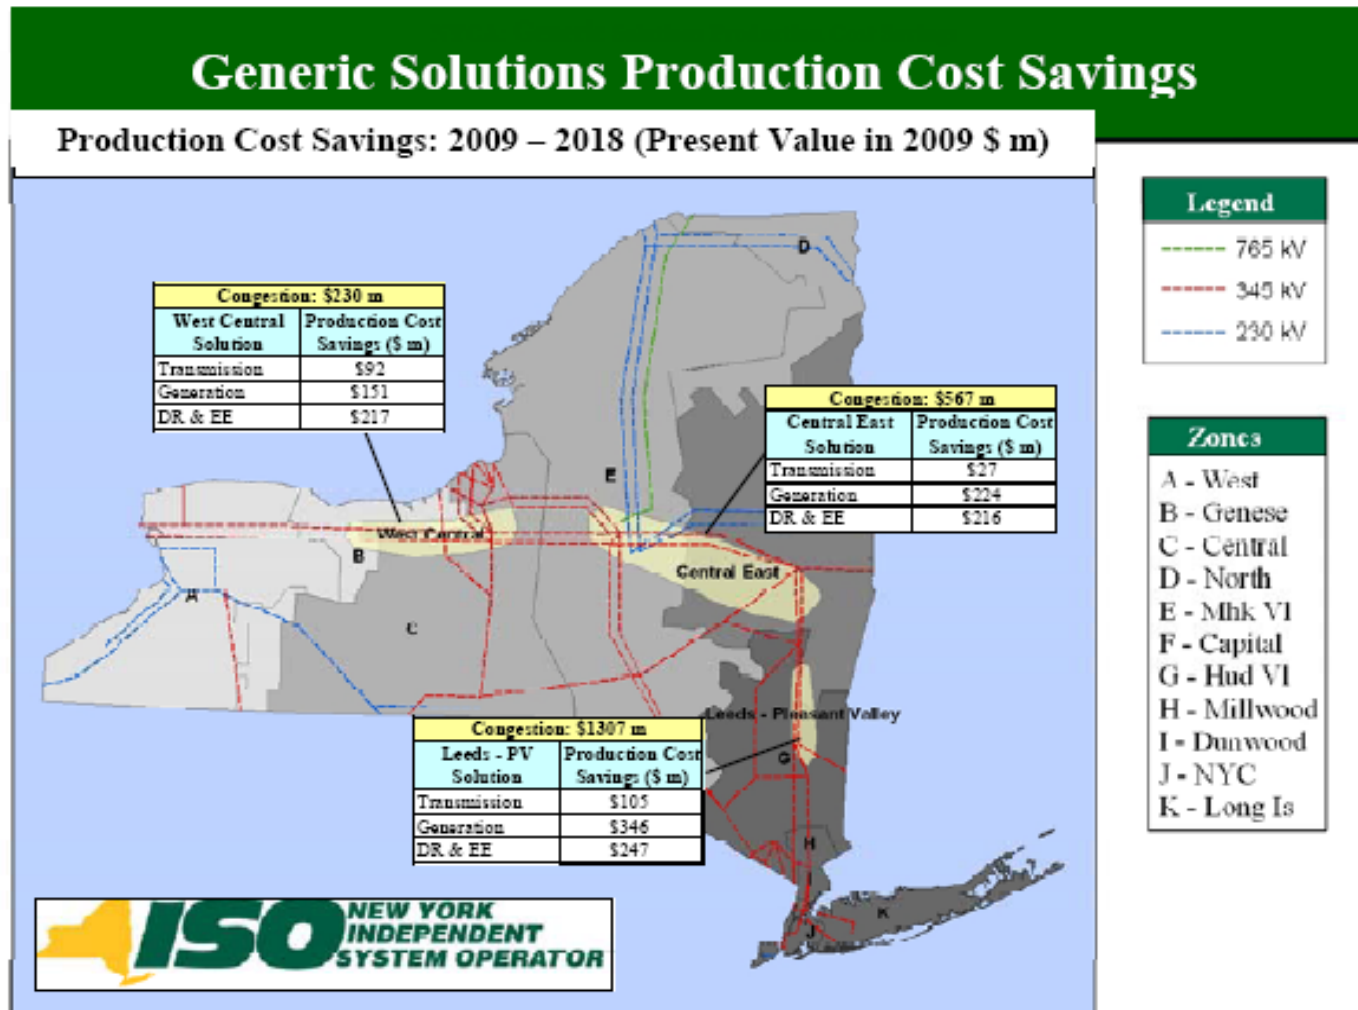 Generic Solutions Production Cost Savings
Production Cost Savings: 2009 – 2018 (Present Value in 2009 $ m)
Legend
765 kV
345 kV
230 kV
Congestion: $230 m
West Central Solution | Production Cost Savings ($ m)
Transmission $92
Generation $151
DR & EE $217
Congestion: $567 m
Central East Solution | Production Cost Savings ($ m)
Transmission $27
Generation $224
DR & EE $216
Zones
A - West
B - Genese
C - Central
D - North
E - Mhk Vl
F - Capital
G - Hud Vl
H - Millwood
I - Dunwood
J - NYC
K - Long Is
D
E
West Central
B
Central East
A
C
Leeds - Pleasant Valley
G
Congestion: $1307 m
Leeds - PV Solution | Production Cost Savings ($ m)
Transmission $105
Generation $346
DR & EE $247
H
I
K
J
ISO
NEW YORK
INDEPENDENT
SYSTEM OPERATOR